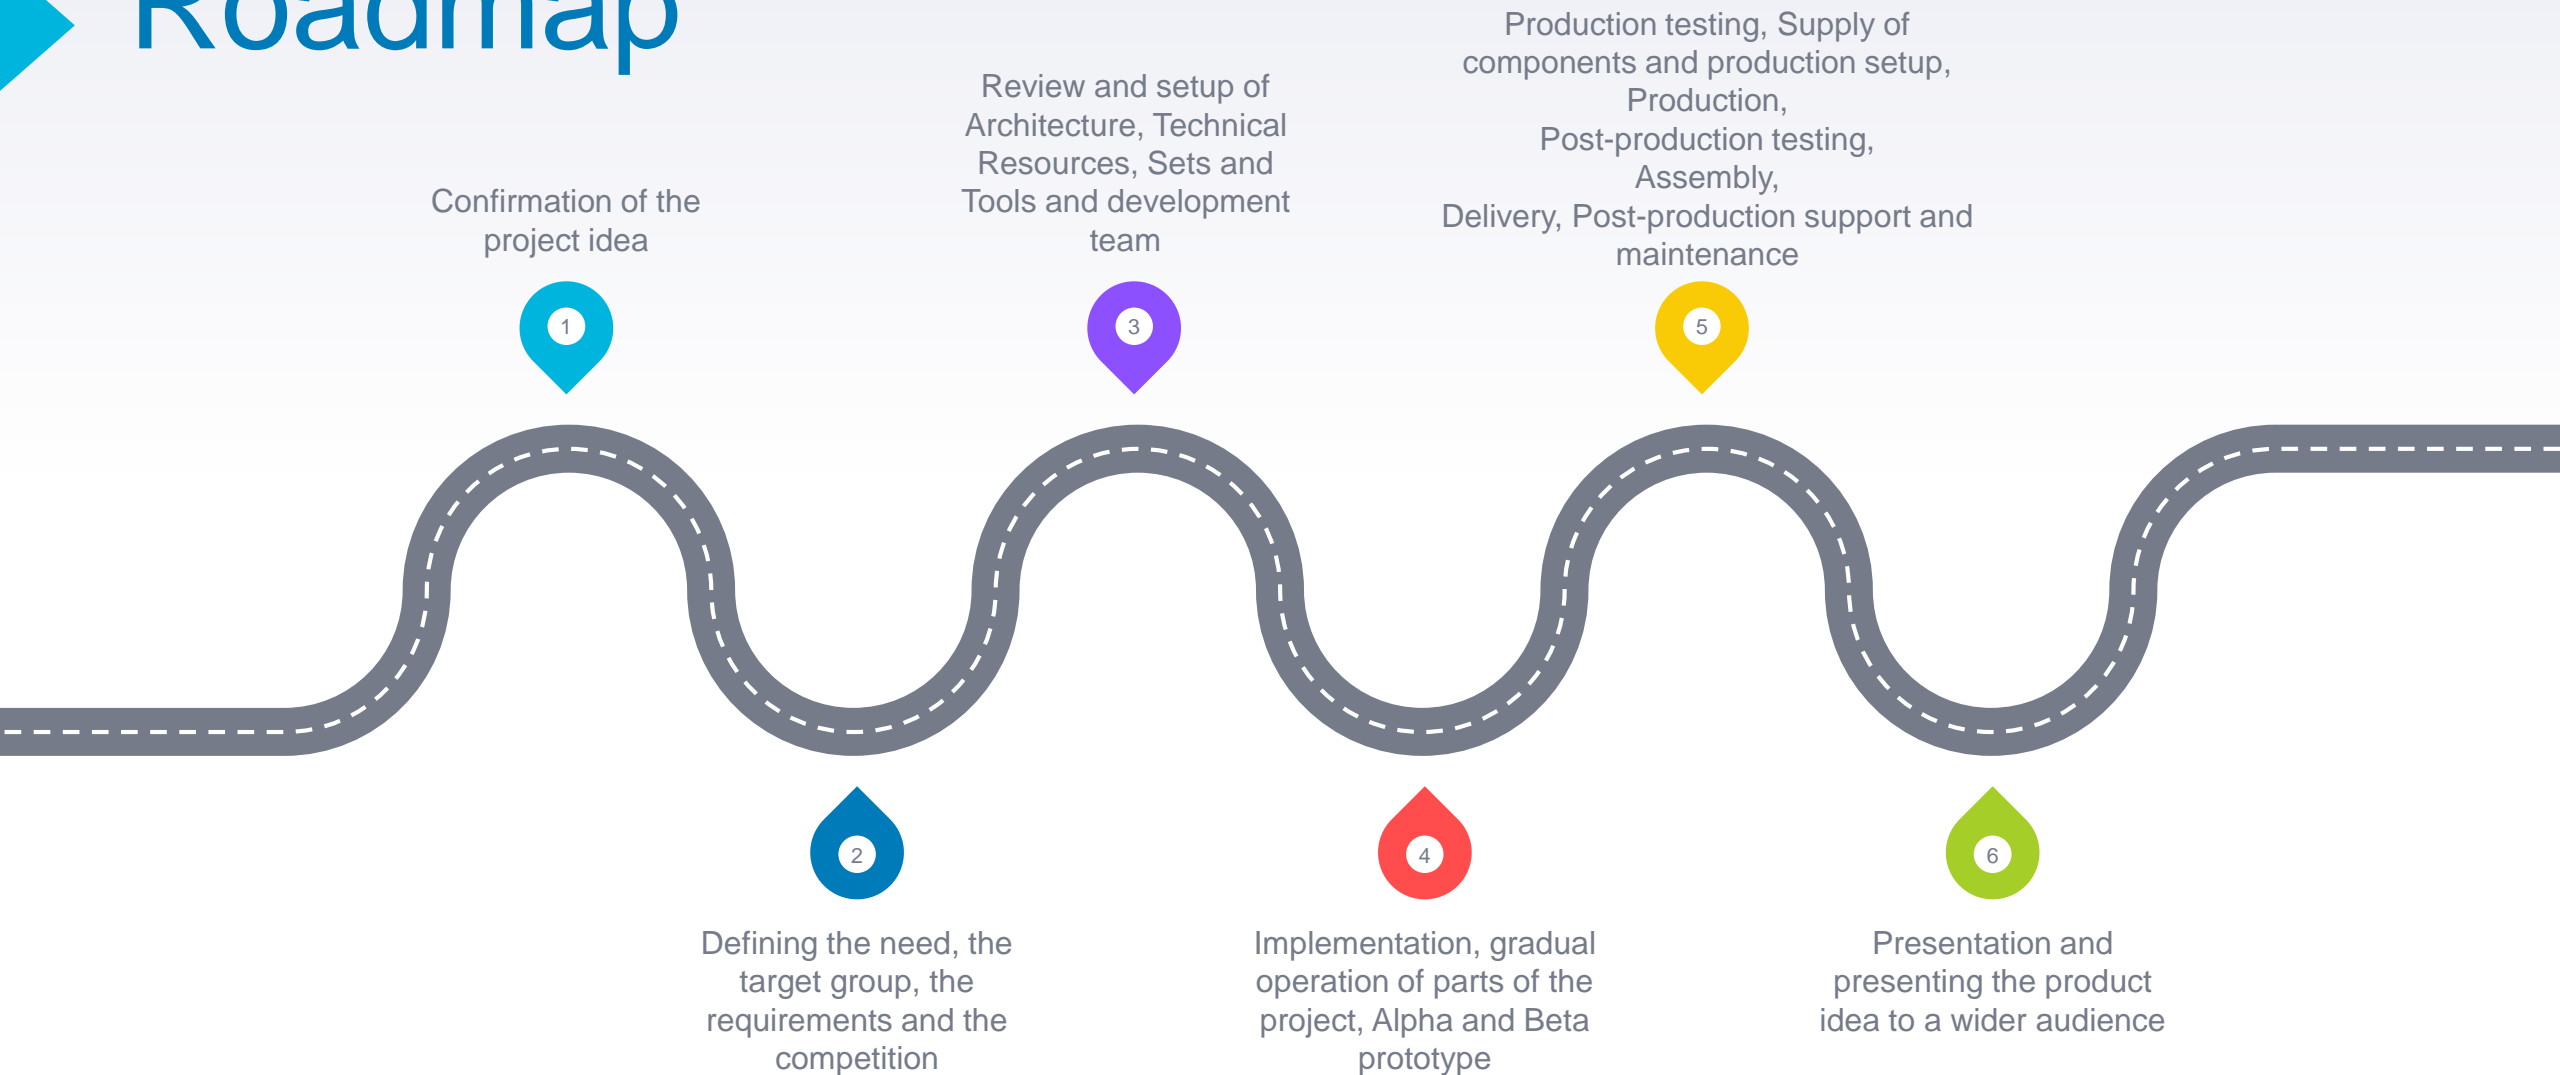 Roadmap
Confirmation of the
project idea
1
Defining the need, the
target group, the
requirements and the
competition
2
Review and setup of
Architecture, Technical
Resources, Sets and
Tools and development
team
3
Implementation, gradual
operation of parts of the
project, Alpha and Beta
prototype
4
Production testing, Supply of
components and production setup,
Production,
Post-production testing,
Assembly,
Delivery, Post-production support and
maintenance
5
Presentation and
presenting the product
idea to a wider audience
6